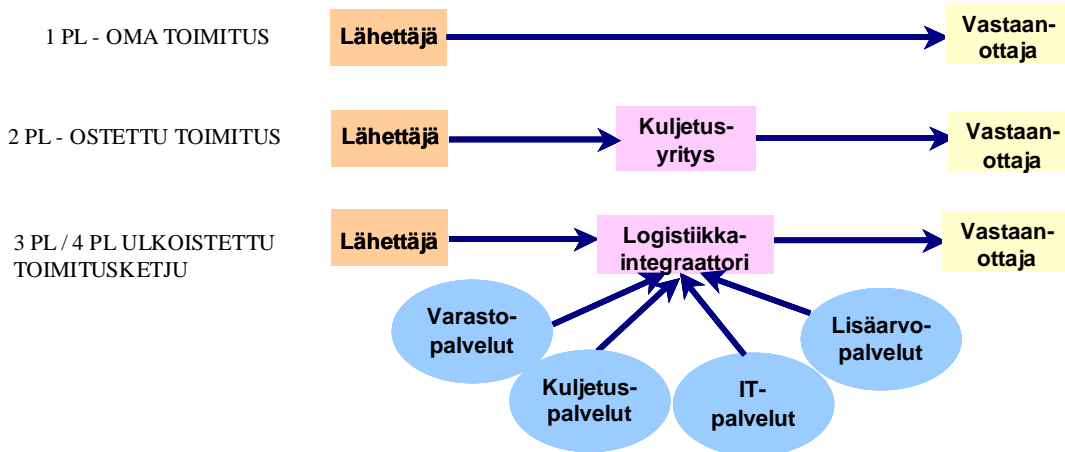 1 PL - OMA TOIMITUS
Lähettäjä
Vastaan-
ottaja
2 PL - OSTETTU TOIMITUS
Lähettäjä
Kuljetus-
yritys
Vastaan-
ottaja
3 PL / 4 PL ULKOISTETTU
TOIMITUSKETJU
Lähettäjä
Logistiikka-
integraattori
Vastaan-
ottaja
Varasto-
palvelut
Kuljetus-
palvelut
IT-
palvelut
Lisäarvo-
palvelut